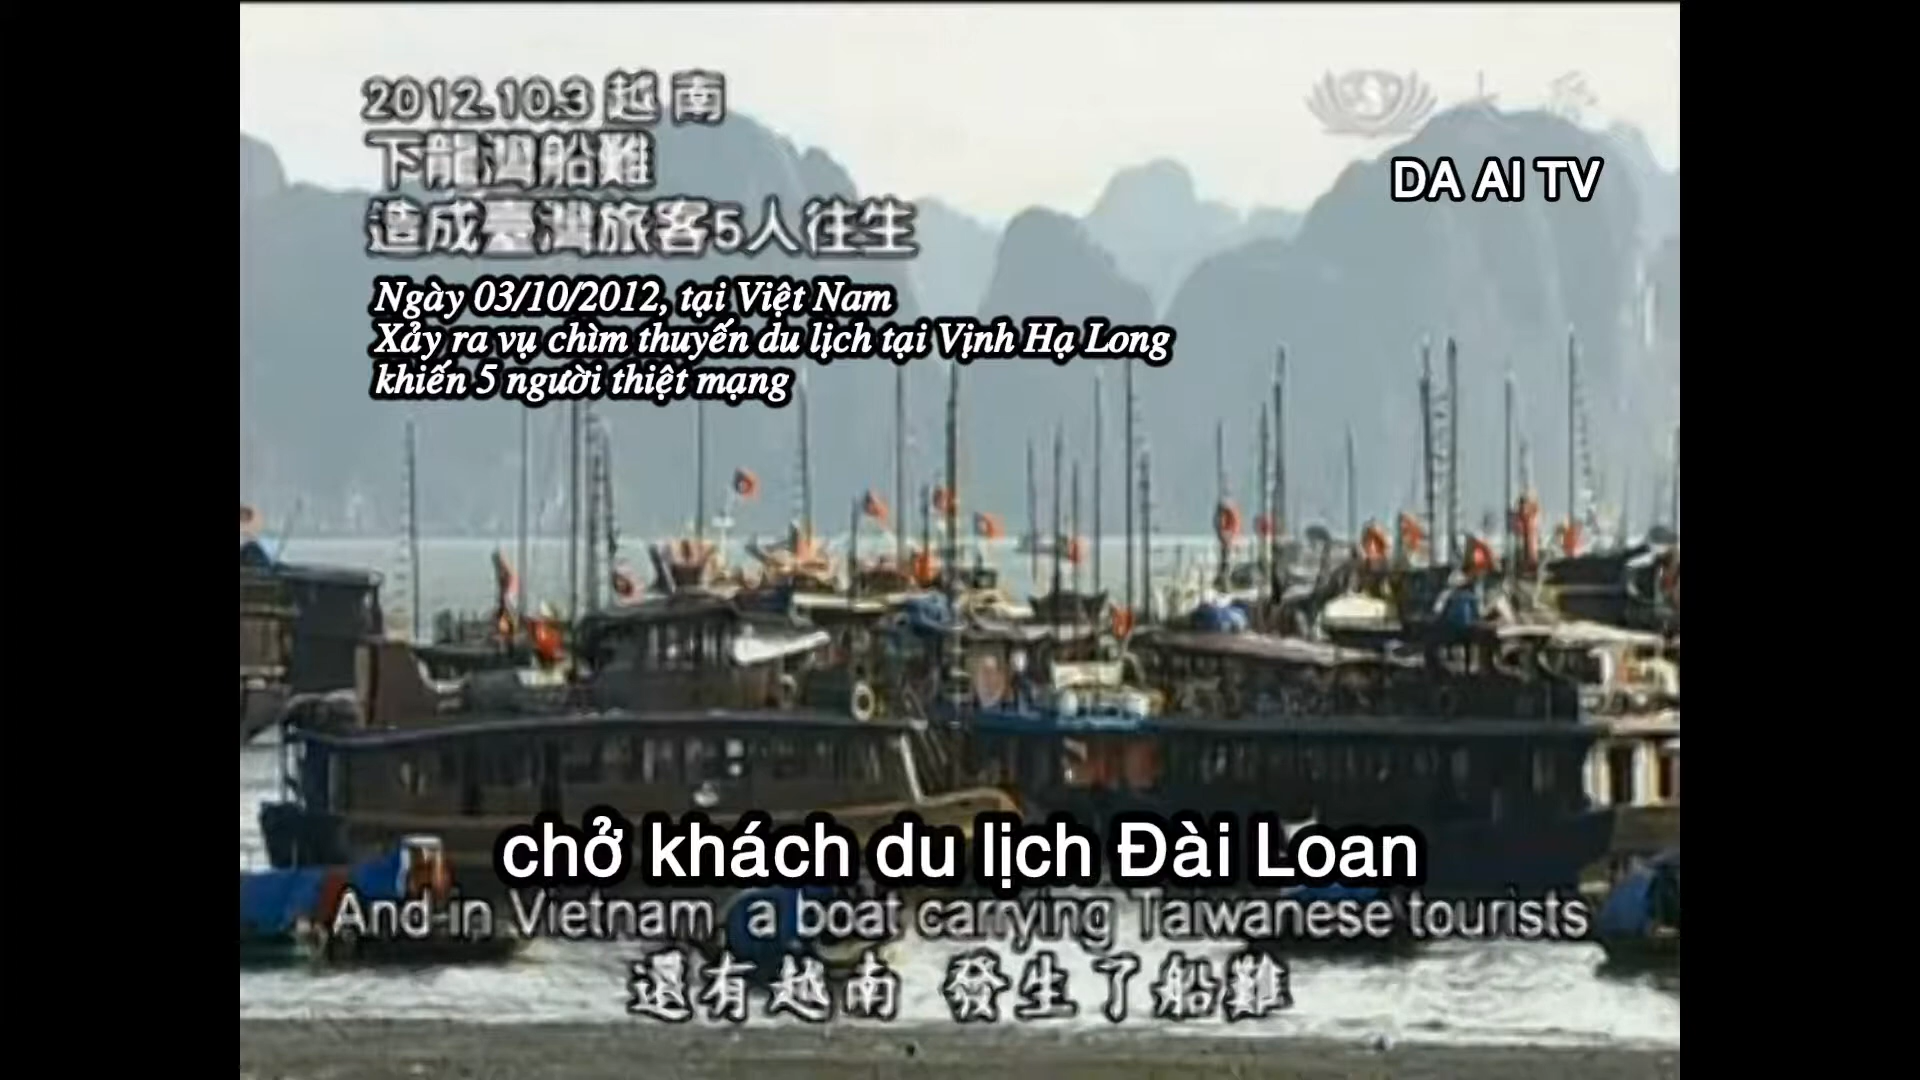 2012.10.3 越南
下龍灣船難
造成臺灣旅客5人往生
Ngày 03/10/2012, tại Việt Nam
Xảy ra vụ chìm thuyến du lịch tại Vịnh Hạ Long
khiến 5 người thiệt mạng
DA AI TV
chở khách du lịch Đài Loan
And in Vietnam, a boat carrying Taiwanese tourists
還有越南 發生了船難